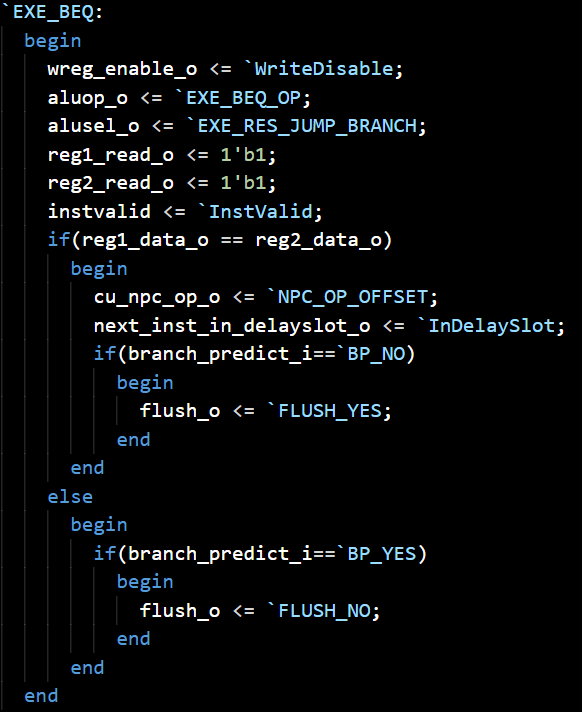 `EXE_BEQ:
begin
wreg_enable_o <= `WriteDisable;
aluop_o <= `EXE_BEQ_OP;
alusel_o <= `EXE_RES_JUMP_BRANCH;
reg1_read_o <= 1'b1;
reg2_read_o <= 1'b1;
instvalid <= `InstValid;
if(reg1_data_o == reg2_data_o)
begin
cu_npc_op_o <= `NPC_OP_OFFSET;
next_inst_in_delayslot_o <= `InDelaySlot;
if(branch_predict_i==`BP_NO)
begin
flush_o <= `FLUSH_YES;
end
end
else
begin
if(branch_predict_i==`BP_YES)
begin
flush_o <= `FLUSH_NO;
end
end
end